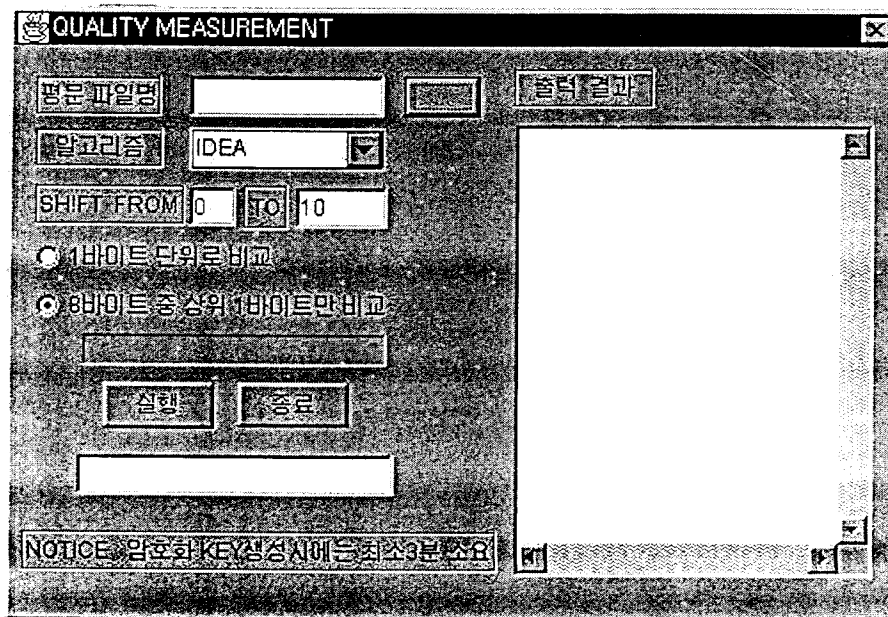 QUALITY MEASUREMENT
평문 파일명
출력 결과
알고리즘
IDEA
SHIFT FROM 0 TO 10
1바이트 단위로 비교
8바이트 중 상위 1바이트만 비교
실행
종료
NOTICE 암호화 KEY생성시에는 최소3분 소요